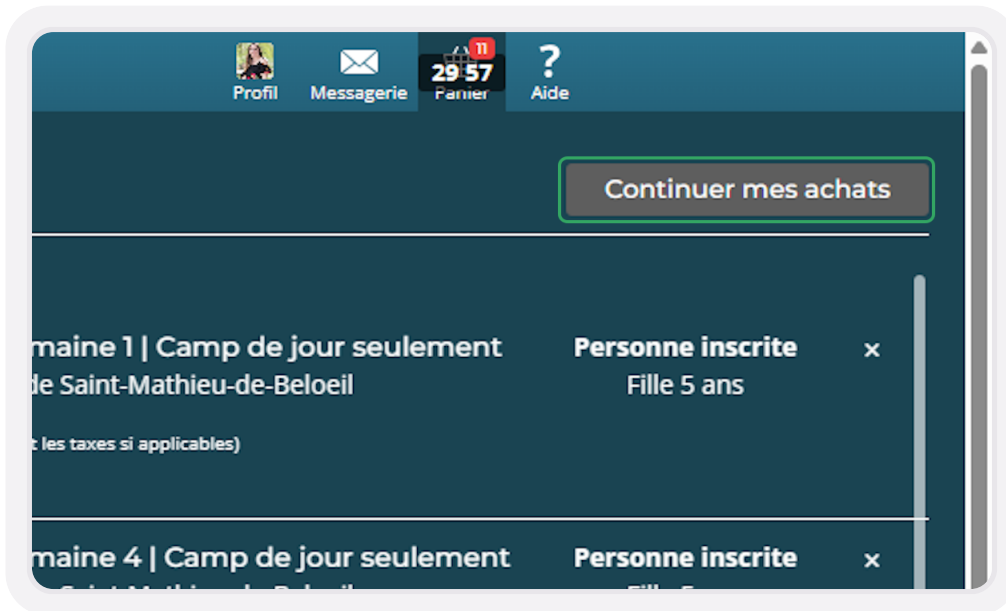 11
29 57
Profil Messagerie Panier Aide
?
Continuer mes achats
maine 1 | Camp de jour seulement Personne inscrite ×
de Saint-Mathieu-de-Beloeil Fille 5 ans
t les taxes si applicables)
maine 4 | Camp de jour seulement Personne inscrite ×